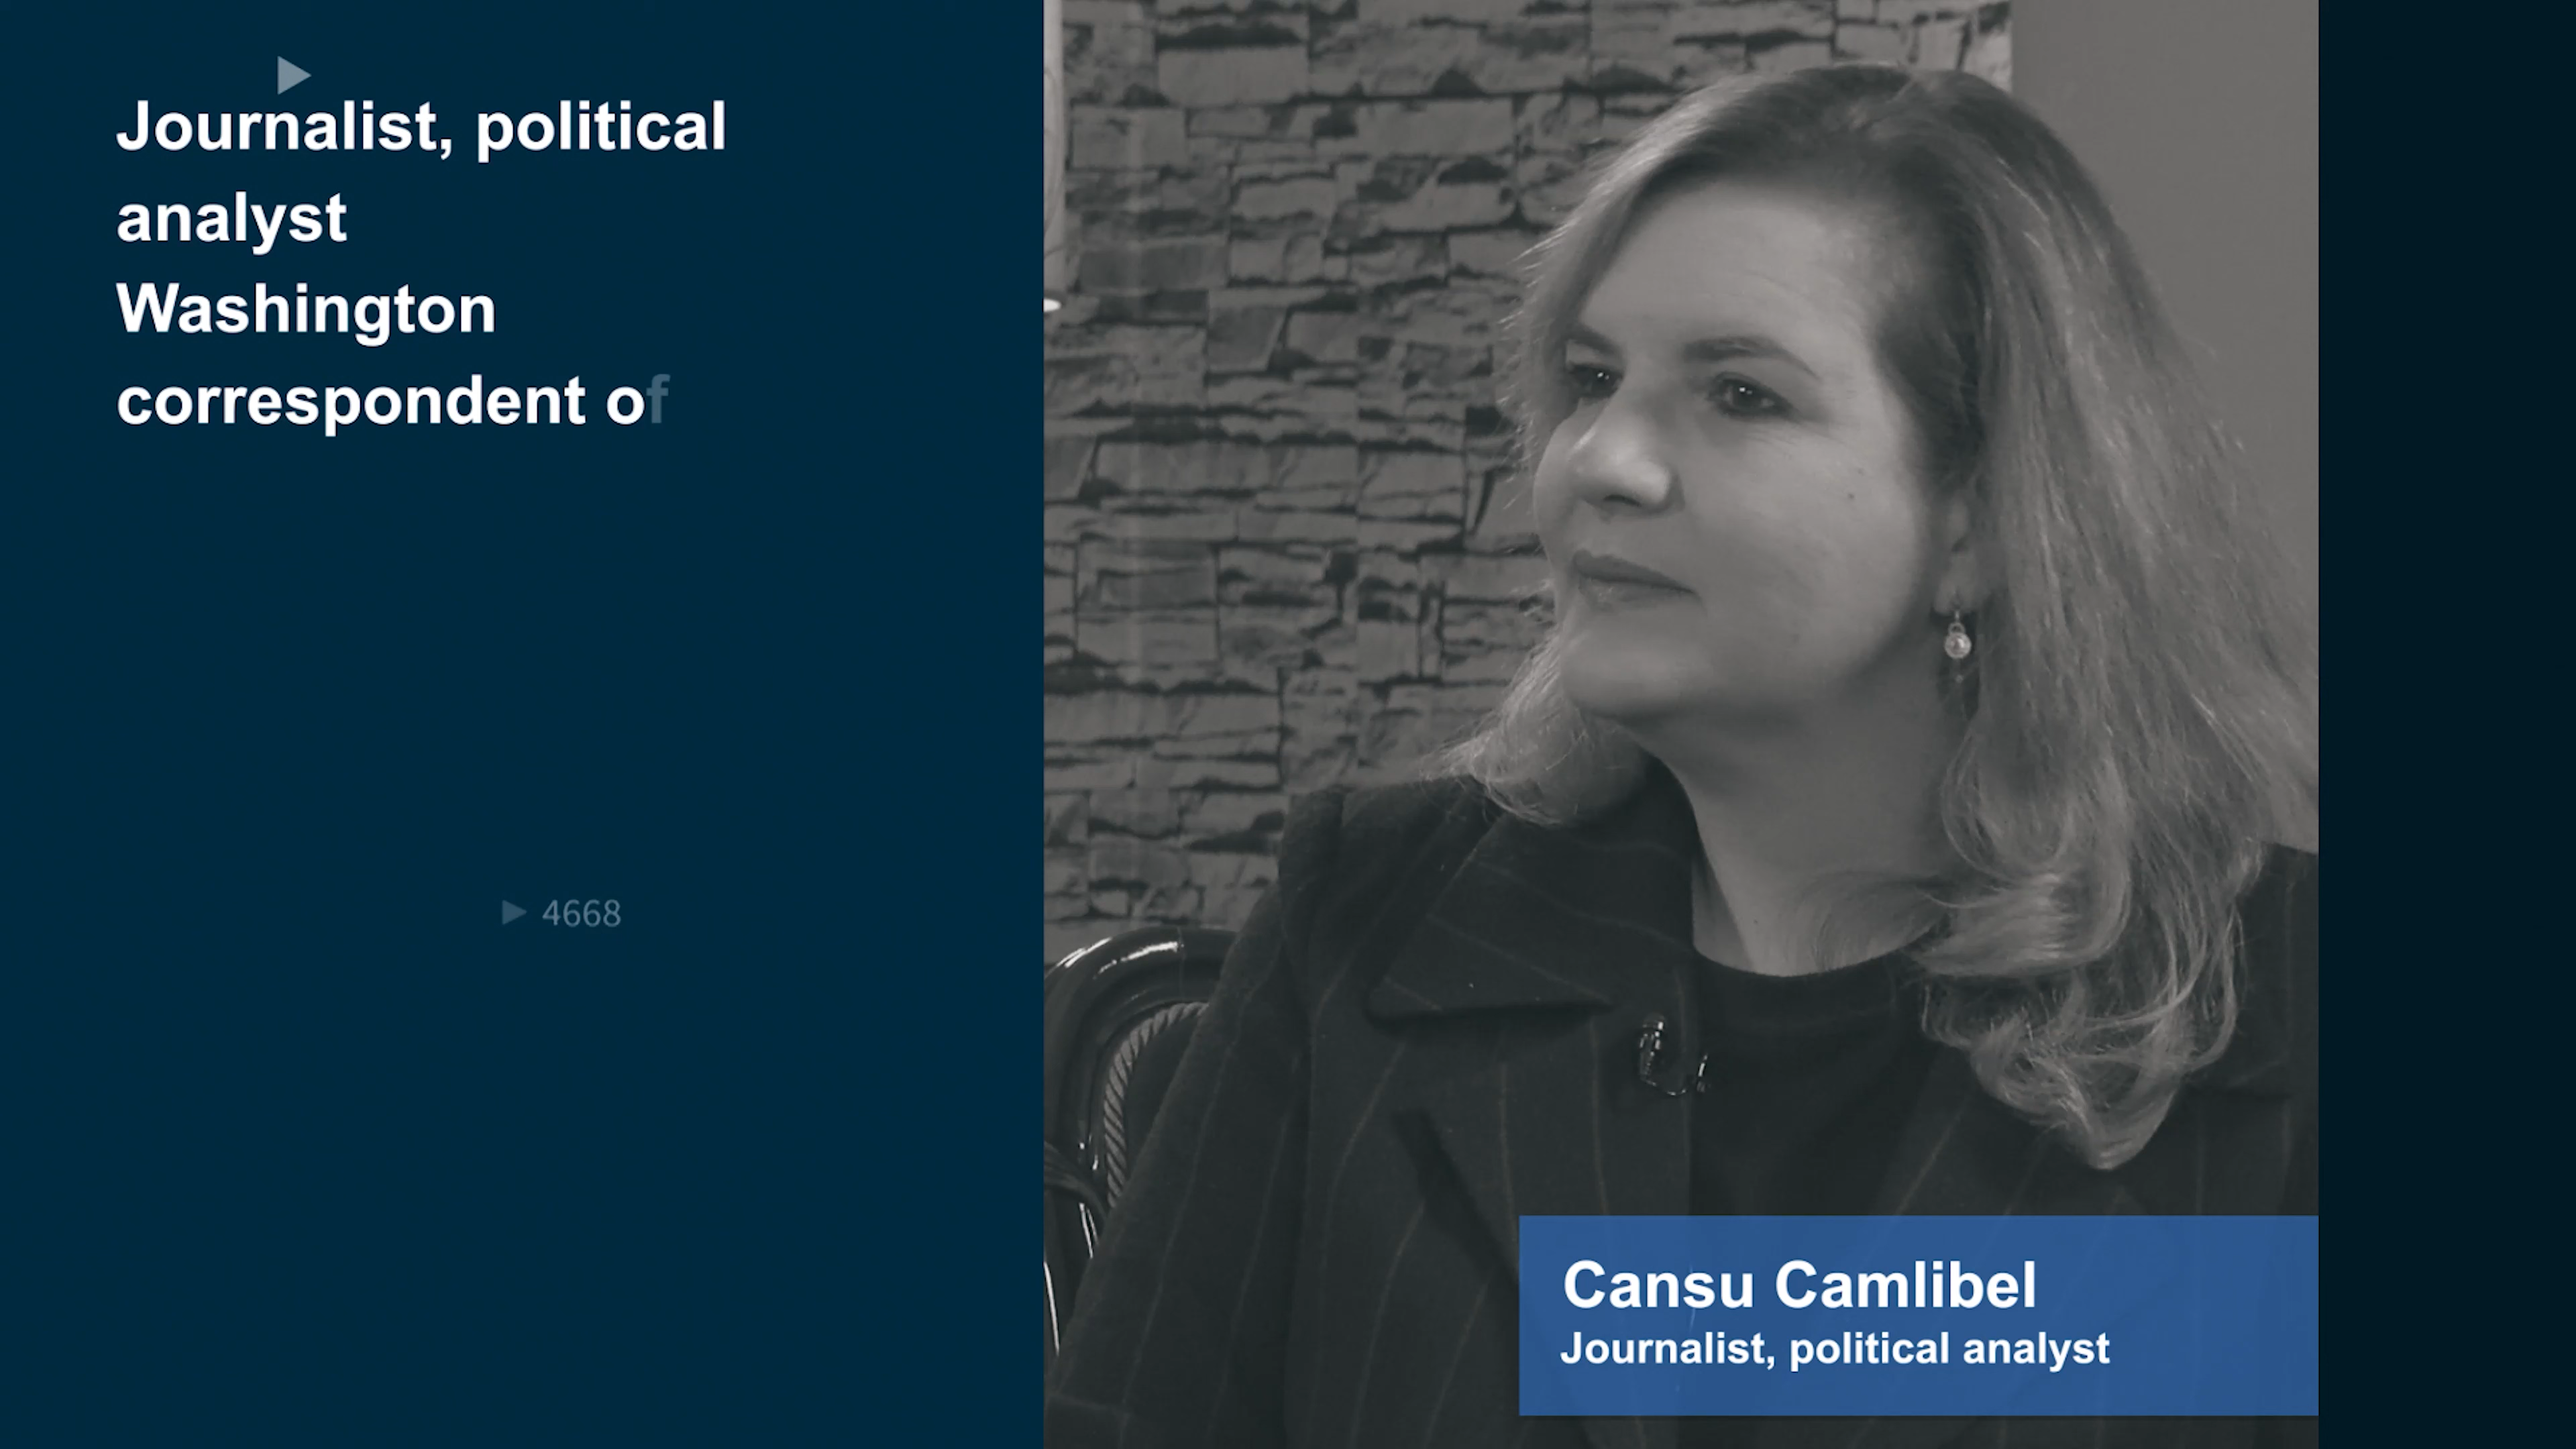 Journalist, political
analyst
Washington
correspondent of
4668
Cansu Camlibel
Journalist, political analyst